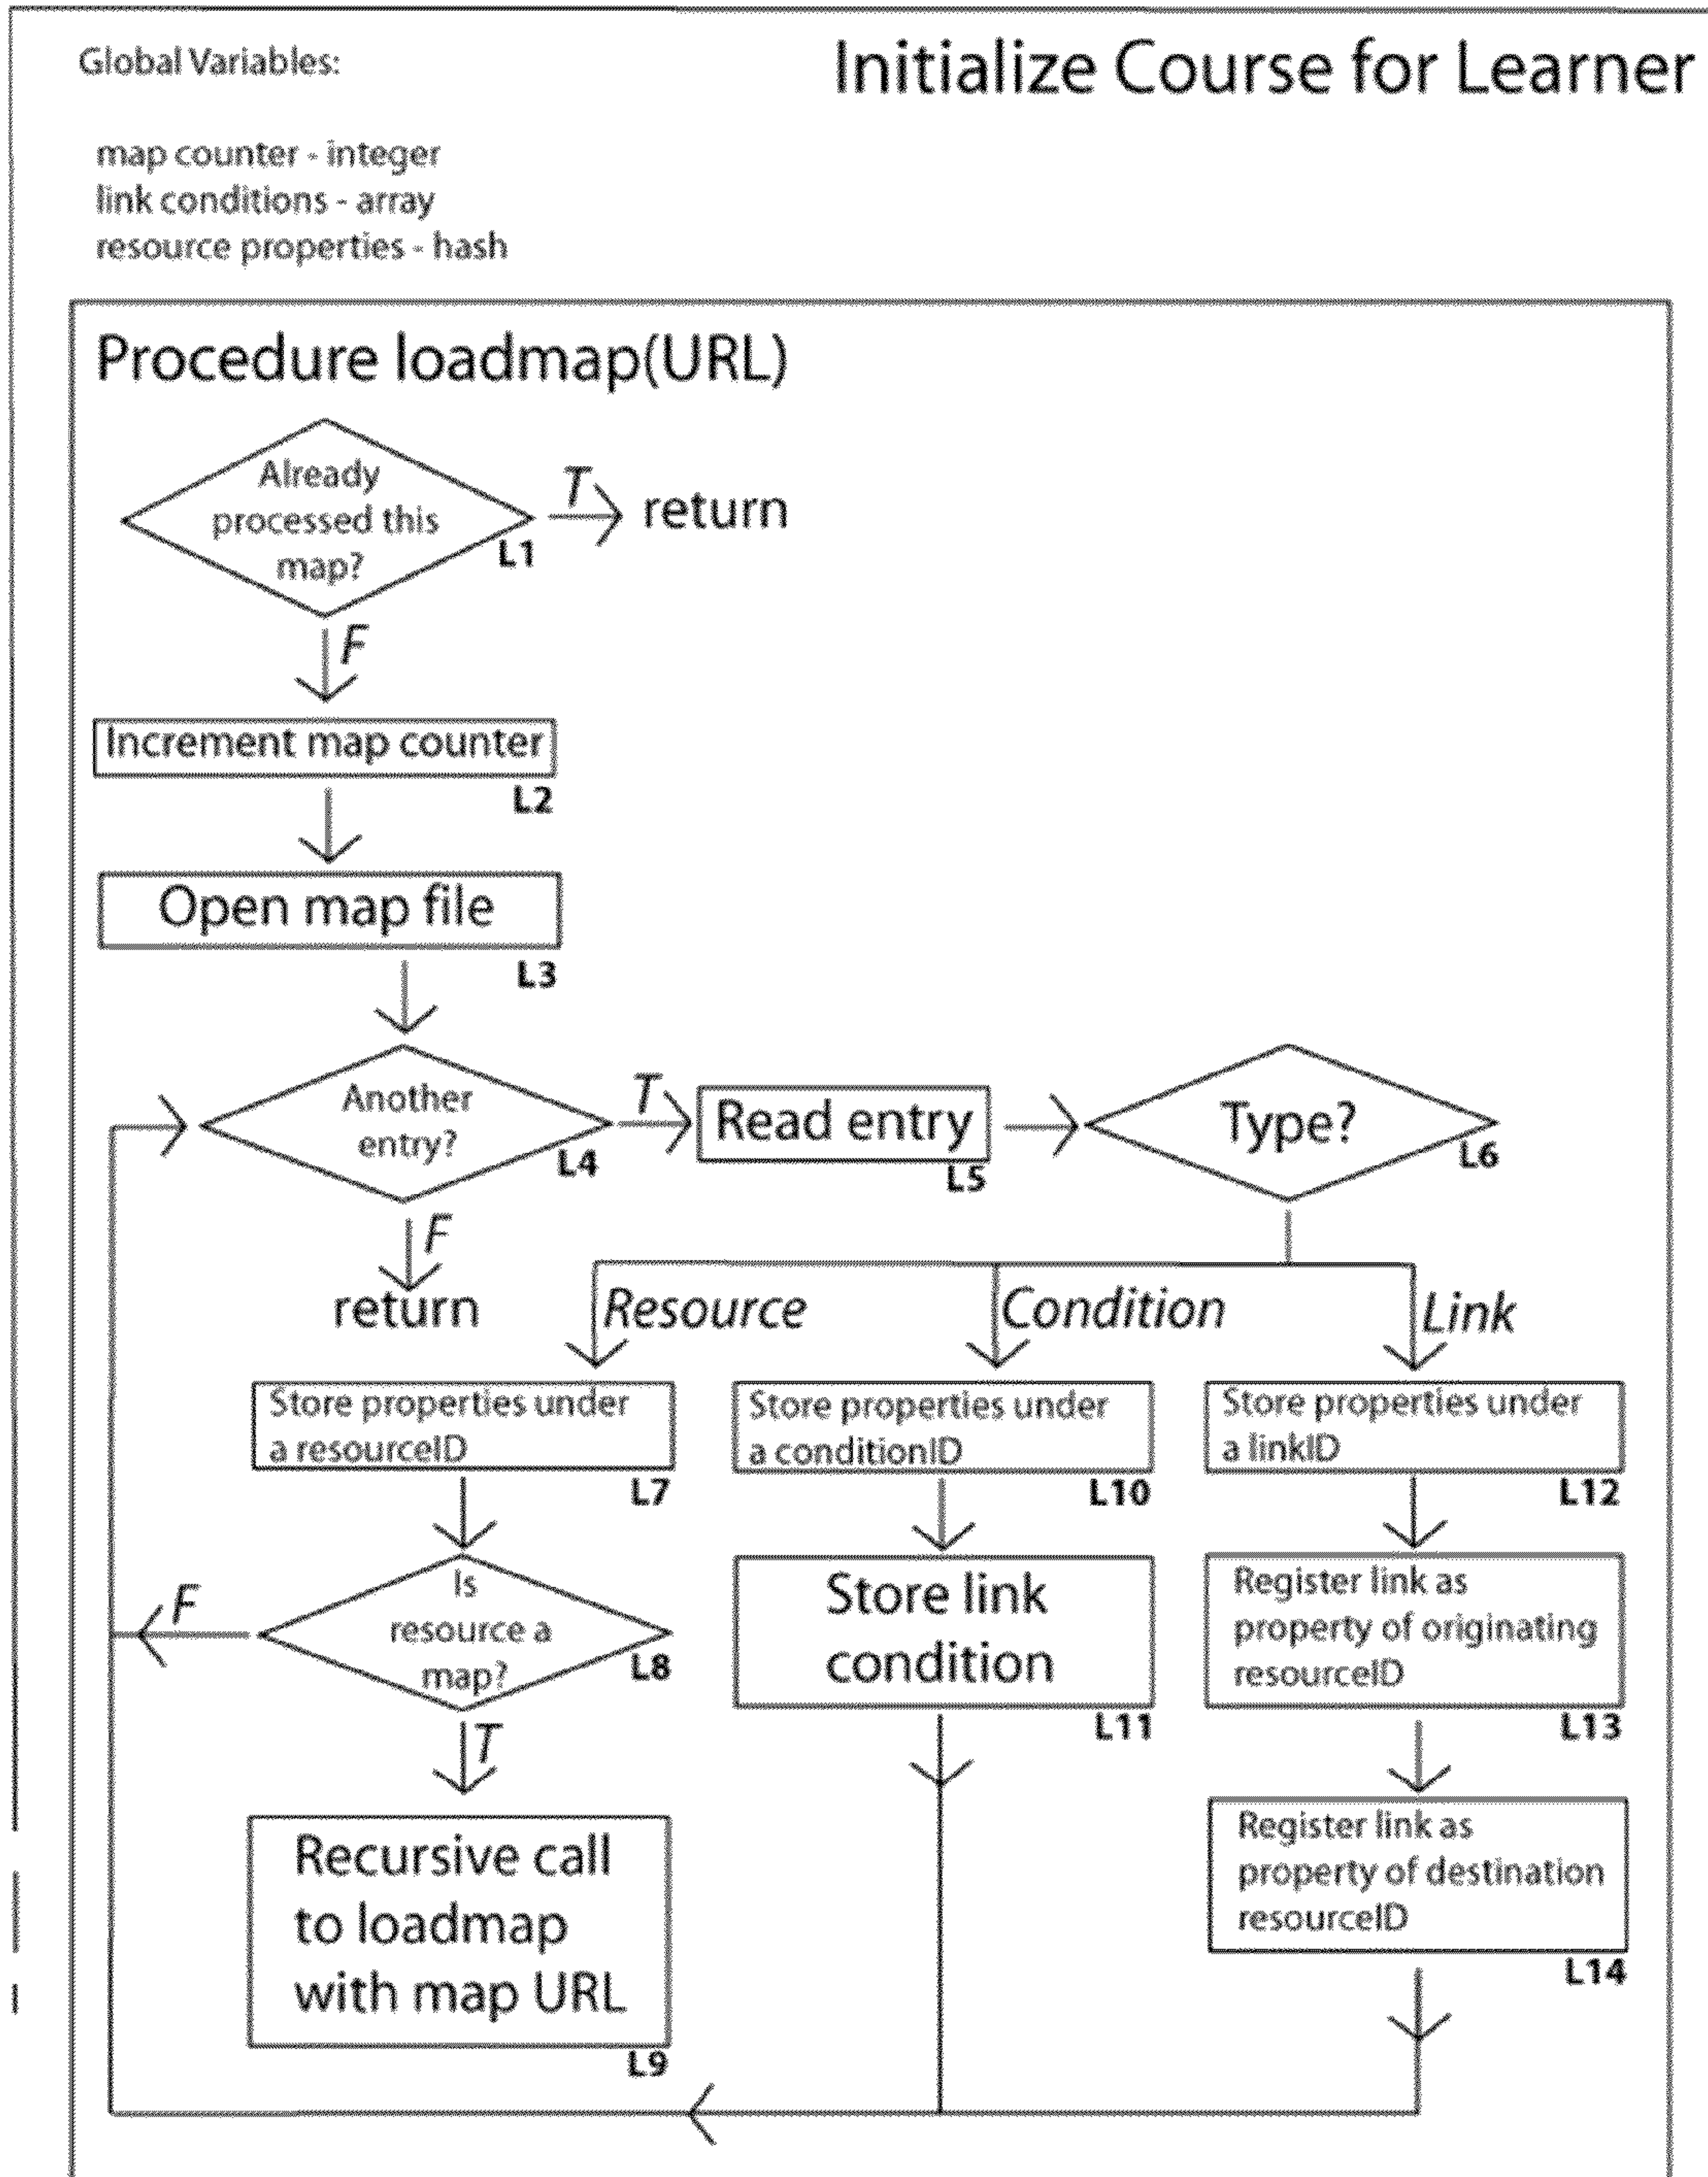 Global Variables:
Initialize Course for Learner
map counter - integer
link conditions - array
resource properties - hash
Procedure loadmap(URL)
Already
processed this
map?
L1
T
return
F
Increment map counter
L2
Open map file
L3
Another
entry?
L4
T
Read entry
L5
Type?
L6
F
return
Resource
Condition
Link
Store properties under
a resourceID
L7
Store properties under
a conditionID
L10
Store properties under
a linkID
L12
Is
resource a
map?
L8
F
T
Store link
condition
L11
Register link as
property of originating
resourceID
L13
Recursive call
to loadmap
with map URL
L9
Register link as
property of destination
resourceID
L14